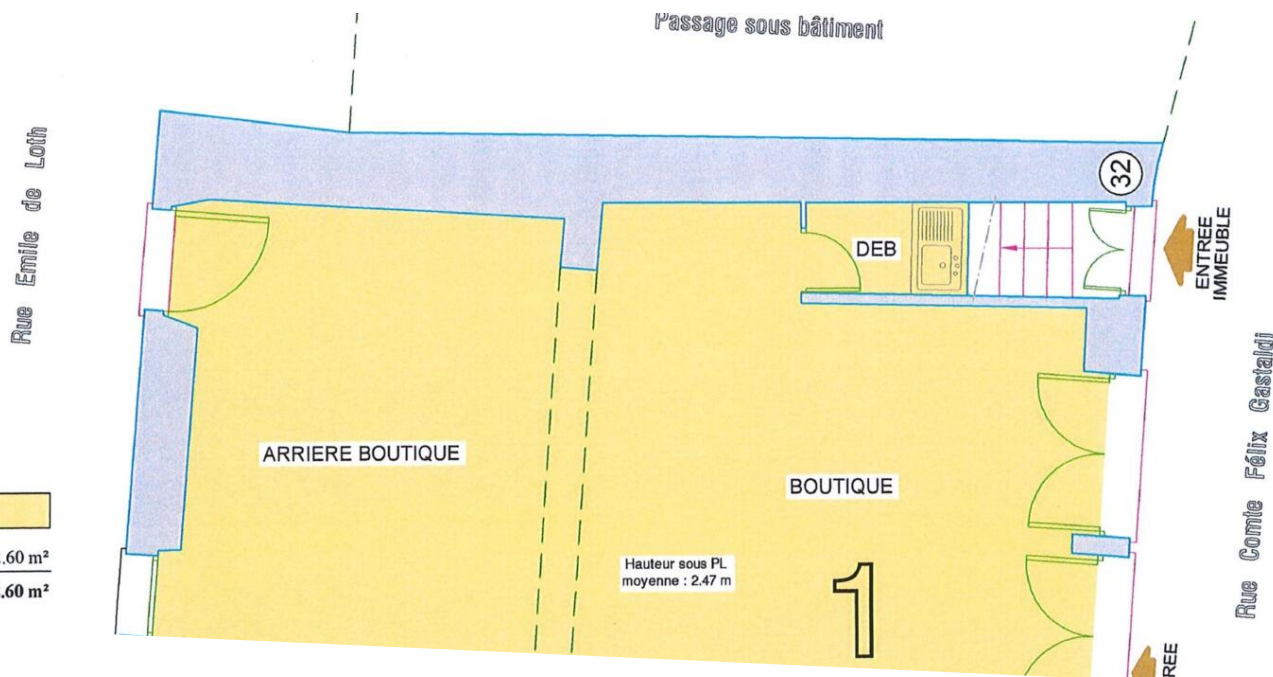 Passage sous bâtiment
Rue Emile de Loth
32
DEB
ENTREE
IMMEUBLE
ARRIERE BOUTIQUE
BOUTIQUE
Rue Comte Félix Gastaldi
.60 m²
.60 m²
Hauteur sous PL
moyenne : 2.47 m
1
REE